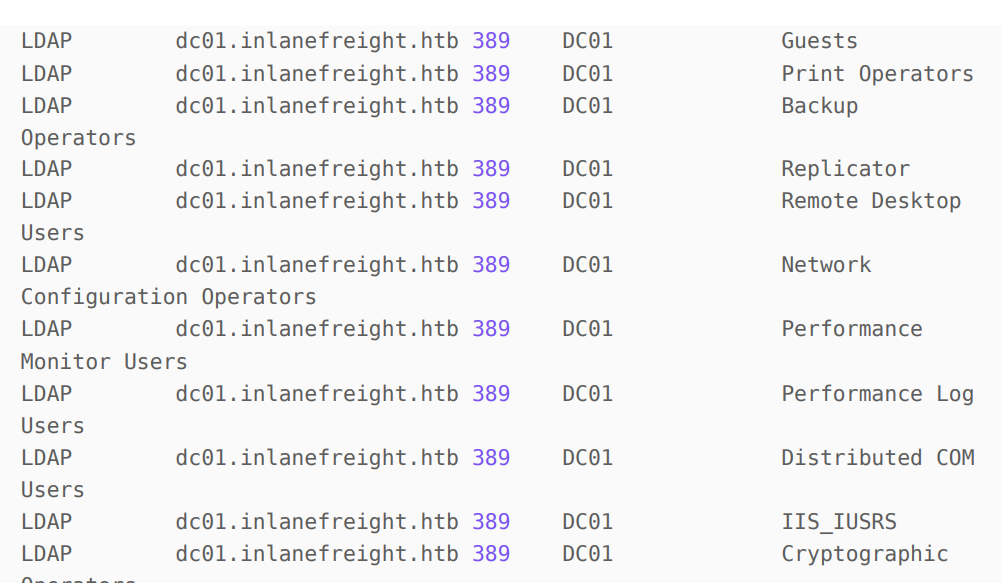 LDAP dc01.inlanefreight.htb 389 DC01 Guests
LDAP dc01.inlanefreight.htb 389 DC01 Print Operators
LDAP dc01.inlanefreight.htb 389 DC01 Backup
Operators
LDAP dc01.inlanefreight.htb 389 DC01 Replicator
LDAP dc01.inlanefreight.htb 389 DC01 Remote Desktop
Users
LDAP dc01.inlanefreight.htb 389 DC01 Network
Configuration Operators
LDAP dc01.inlanefreight.htb 389 DC01 Performance
Monitor Users
LDAP dc01.inlanefreight.htb 389 DC01 Performance Log
Users
LDAP dc01.inlanefreight.htb 389 DC01 Distributed COM
Users
LDAP dc01.inlanefreight.htb 389 DC01 IIS_IUSRS
LDAP dc01.inlanefreight.htb 389 DC01 Cryptographic
Operators